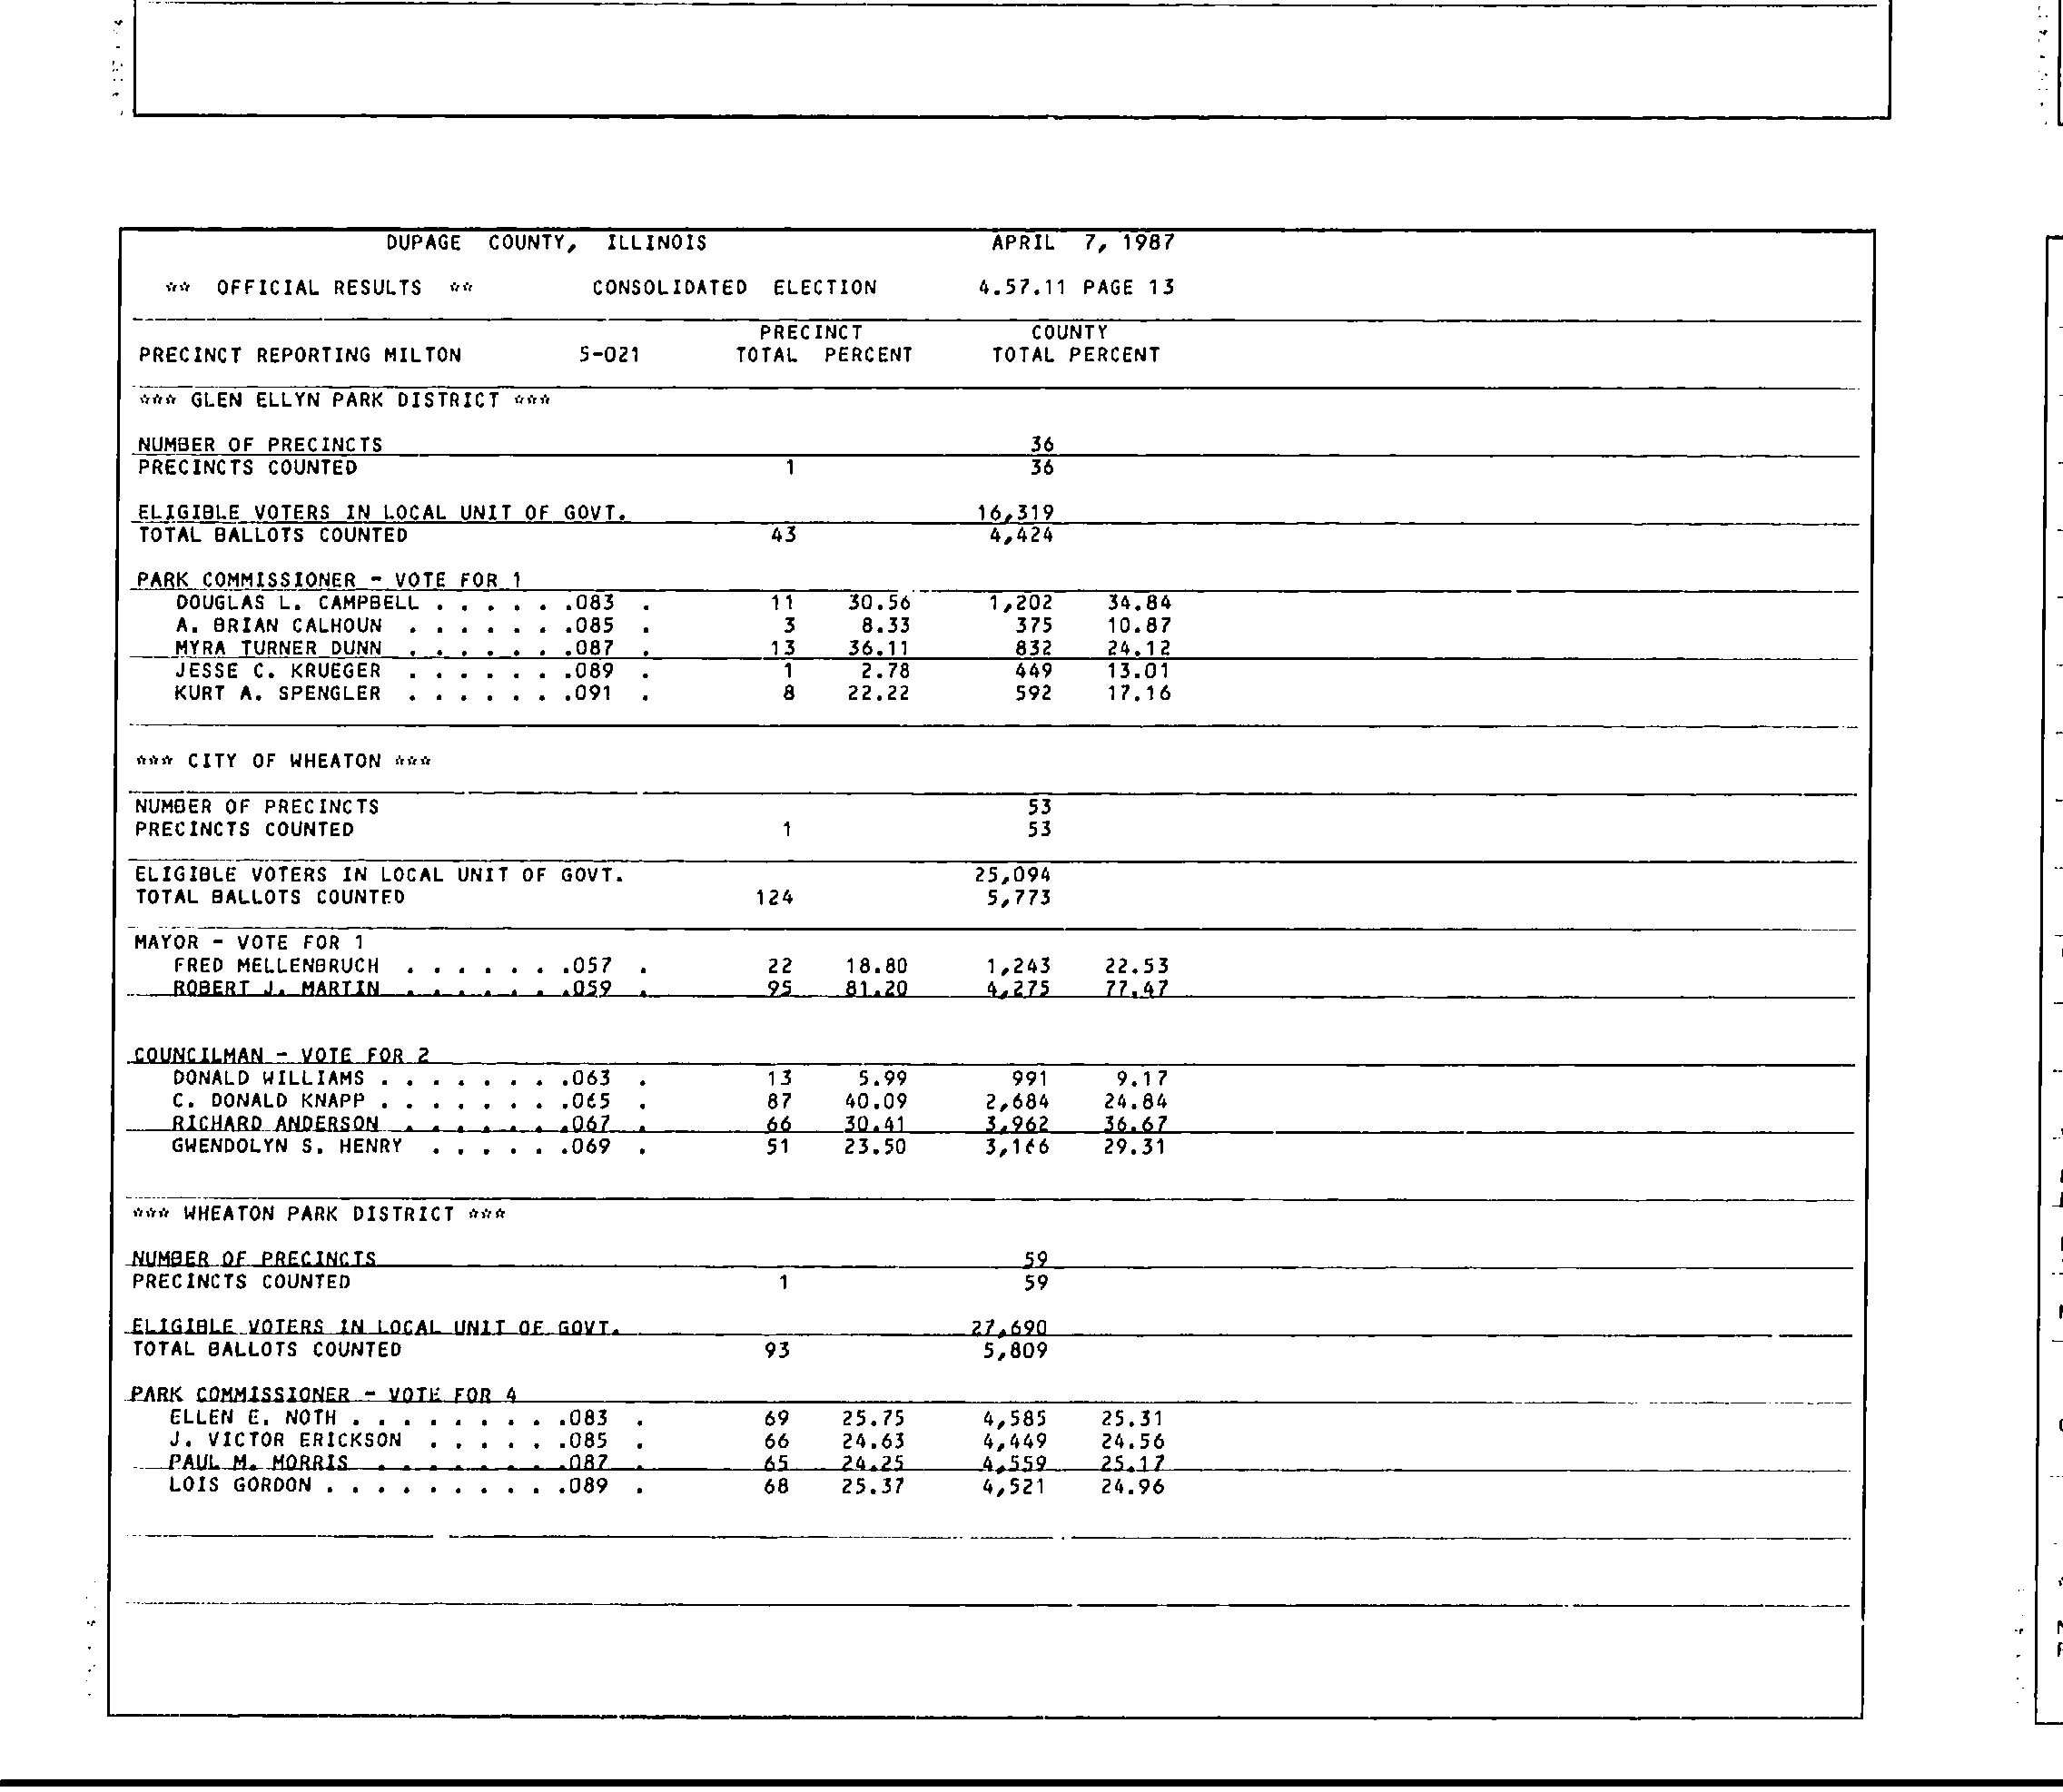 DUPAGE COUNTY, ILLINOIS APRIL 7, 1987
** OFFICIAL RESULTS ** CONSOLIDATED ELECTION 4.57.11 PAGE 13
PRECINCT COUNTY
PRECINCT REPORTING MILTON S-021 TOTAL PERCENT TOTAL PERCENT
*** GLEN ELLYN PARK DISTRICT ***
NUMBER OF PRECINCTS 36
PRECINCTS COUNTED 1 36
ELIGIBLE VOTERS IN LOCAL UNIT OF GOVT. 16,319
TOTAL BALLOTS COUNTED 43 4,424
PARK COMMISSIONER - VOTE FOR 1
DOUGLAS L. CAMPBELL . . . . . .083 . 11 30.56 1,202 34.84
A. BRIAN CALHOUN . . . . . . .085 . 3 8.33 375 10.87
MYRA TURNER DUNN . . . . . . .087 . 13 36.11 832 24.12
JESSE C. KRUEGER . . . . . . .089 . 1 2.78 449 13.01
KURT A. SPENGLER . . . . . . .091 . 8 22.22 592 17.16
*** CITY OF WHEATON ***
NUMBER OF PRECINCTS 53
PRECINCTS COUNTED 1 53
ELIGIBLE VOTERS IN LOCAL UNIT OF GOVT. 25,094
TOTAL BALLOTS COUNTED 124 5,773
MAYOR - VOTE FOR 1
FRED MELLENBRUCH . . . . . . .057 . 22 18.80 1,243 22.53
ROBERT J. MARTIN . . . . . . .059 . 95 81.20 4,275 77.47
COUNCILMAN - VOTE FOR 2
DONALD WILLIAMS . . . . . . . .063 . 13 5.99 991 9.17
C. DONALD KNAPP . . . . . . . .065 . 87 40.09 2,684 24.84
RICHARD ANDERSON . . . . . . .067 . 66 30.41 3,962 36.67
GWENDOLYN S. HENRY . . . . . .069 . 51 23.50 3,166 29.31
*** WHEATON PARK DISTRICT ***
NUMBER OF PRECINCTS 59
PRECINCTS COUNTED 1 59
ELIGIBLE VOTERS IN LOCAL UNIT OF GOVT. 27,690
TOTAL BALLOTS COUNTED 93 5,809
PARK COMMISSIONER - VOTE FOR 4
ELLEN E. NOTH . . . . . . . . .083 . 69 25.75 4,585 25.31
J. VICTOR ERICKSON . . . . . .085 . 66 24.63 4,449 24.56
PAUL M. MORRIS . . . . . . . .087 . 65 24.25 4,559 25.17
LOIS GORDON . . . . . . . . . .089 . 68 25.37 4,521 24.96